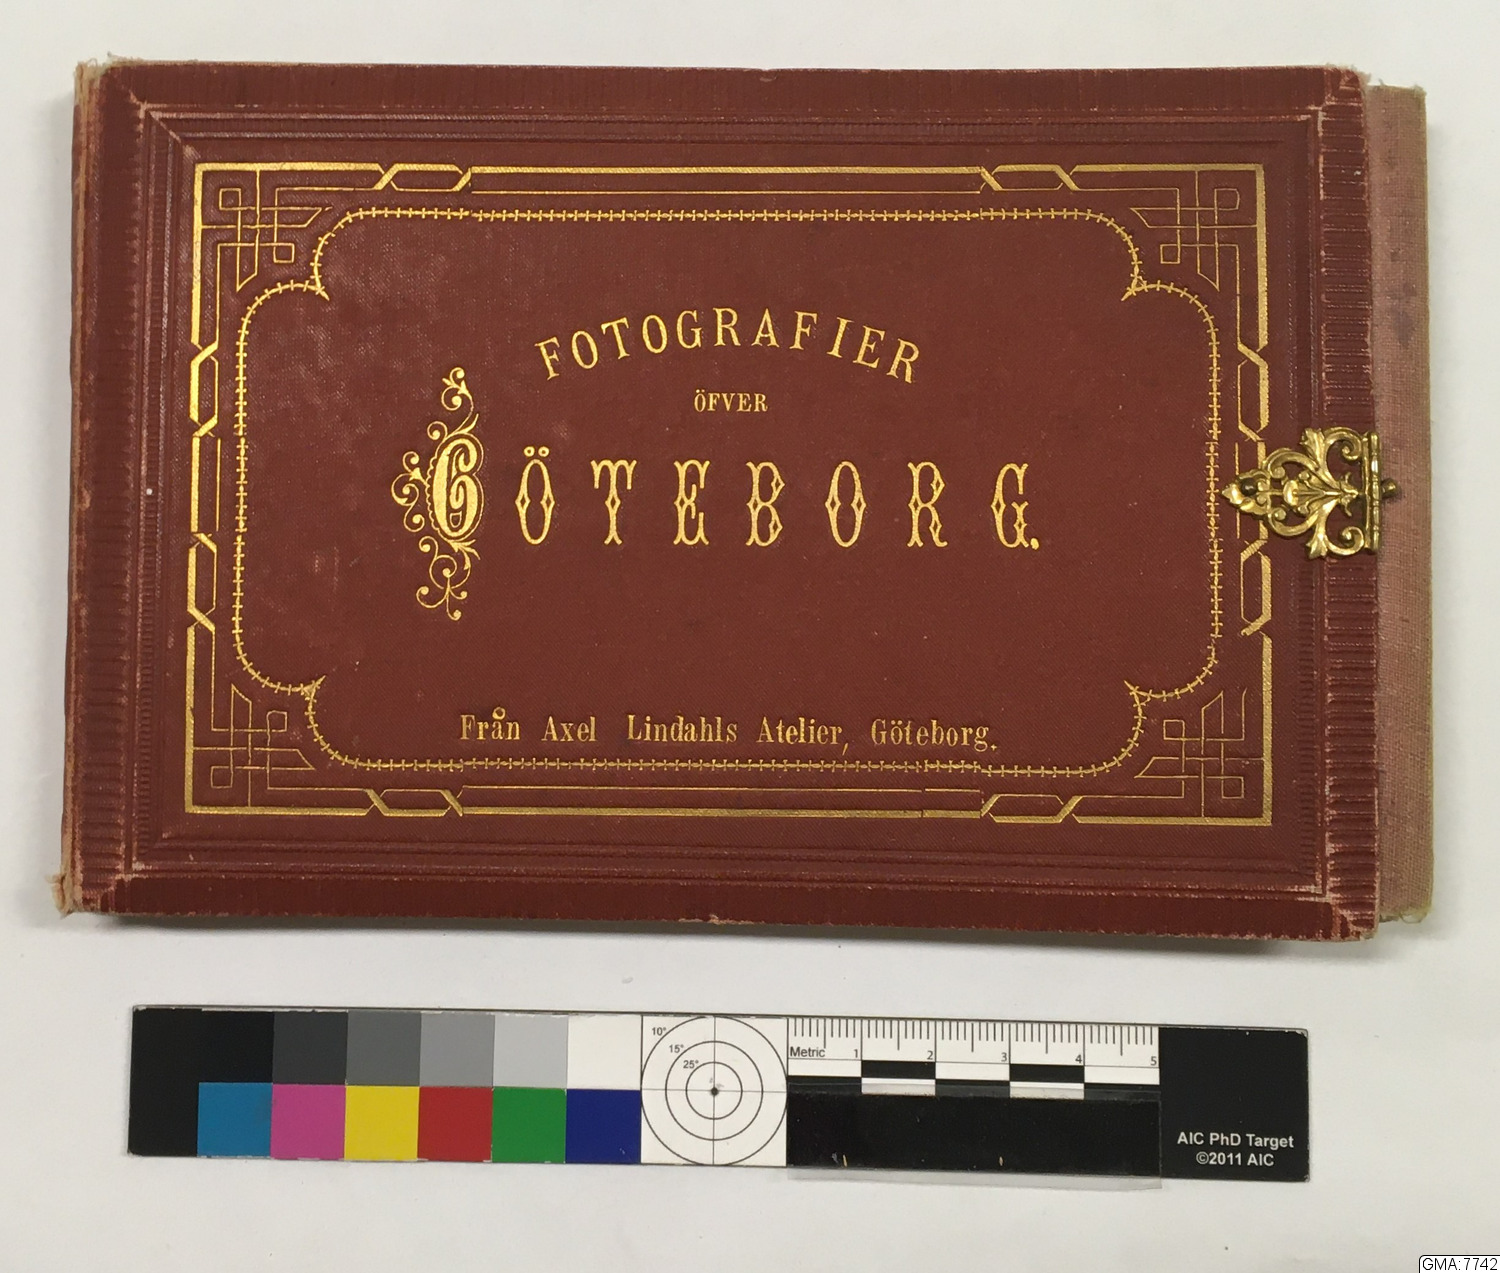 FOTOGRAFIER
ÖFVER
G ÖTEBORG.
Från Axel Lindahls Atelier, Göteborg.
10°
15°
25°
Metric 1 2 3 4 5
AIC PhD Target
©2011 AIC
GMA:7742